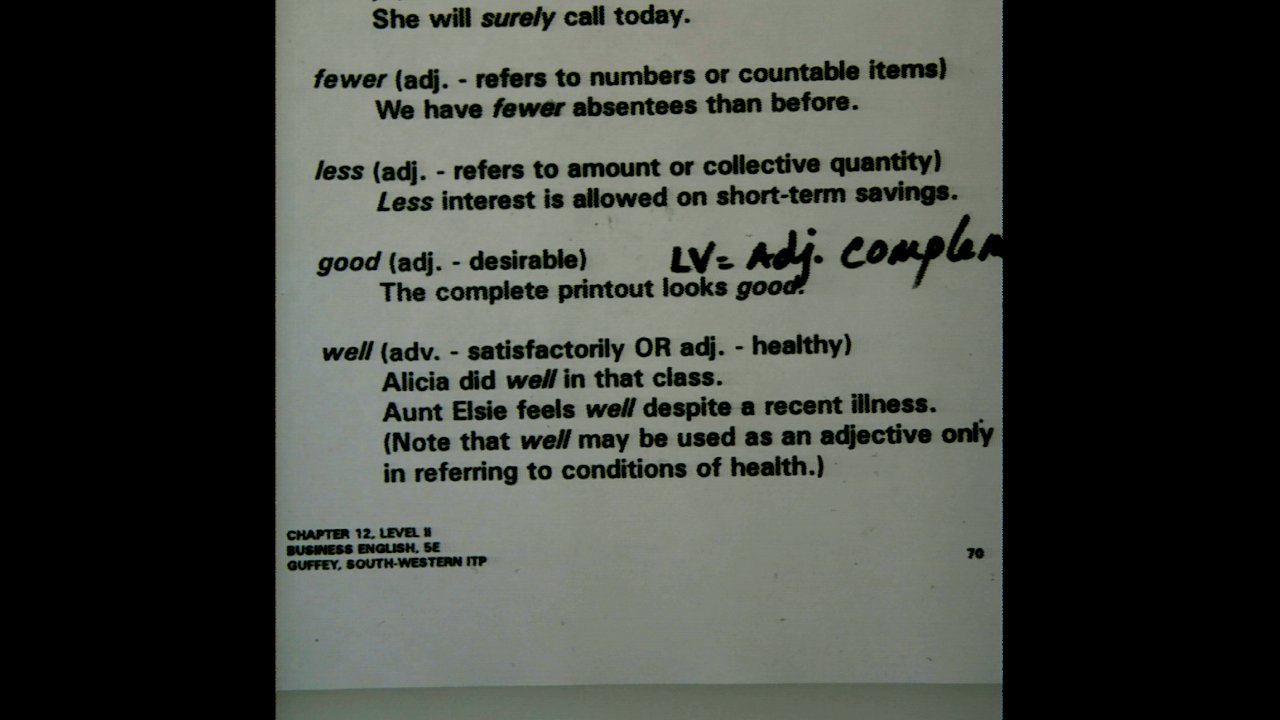 She will surely call today.
fewer (adj. - refers to numbers or countable items)
We have fewer absentees than before.
less (adj. - refers to amount or collective quantity)
Less interest is allowed on short-term savings.
good (adj. - desirable) LV= Adj. complem
The complete printout looks good.
well (adv. - satisfactorily OR adj. - healthy)
Alicia did well in that class.
Aunt Elsie feels well despite a recent illness.
(Note that well may be used as an adjective only
in referring to conditions of health.)
CHAPTER 12, LEVEL II
BUSINESS ENGLISH, 5E
GUFFEY, SOUTH-WESTERN ITP
70